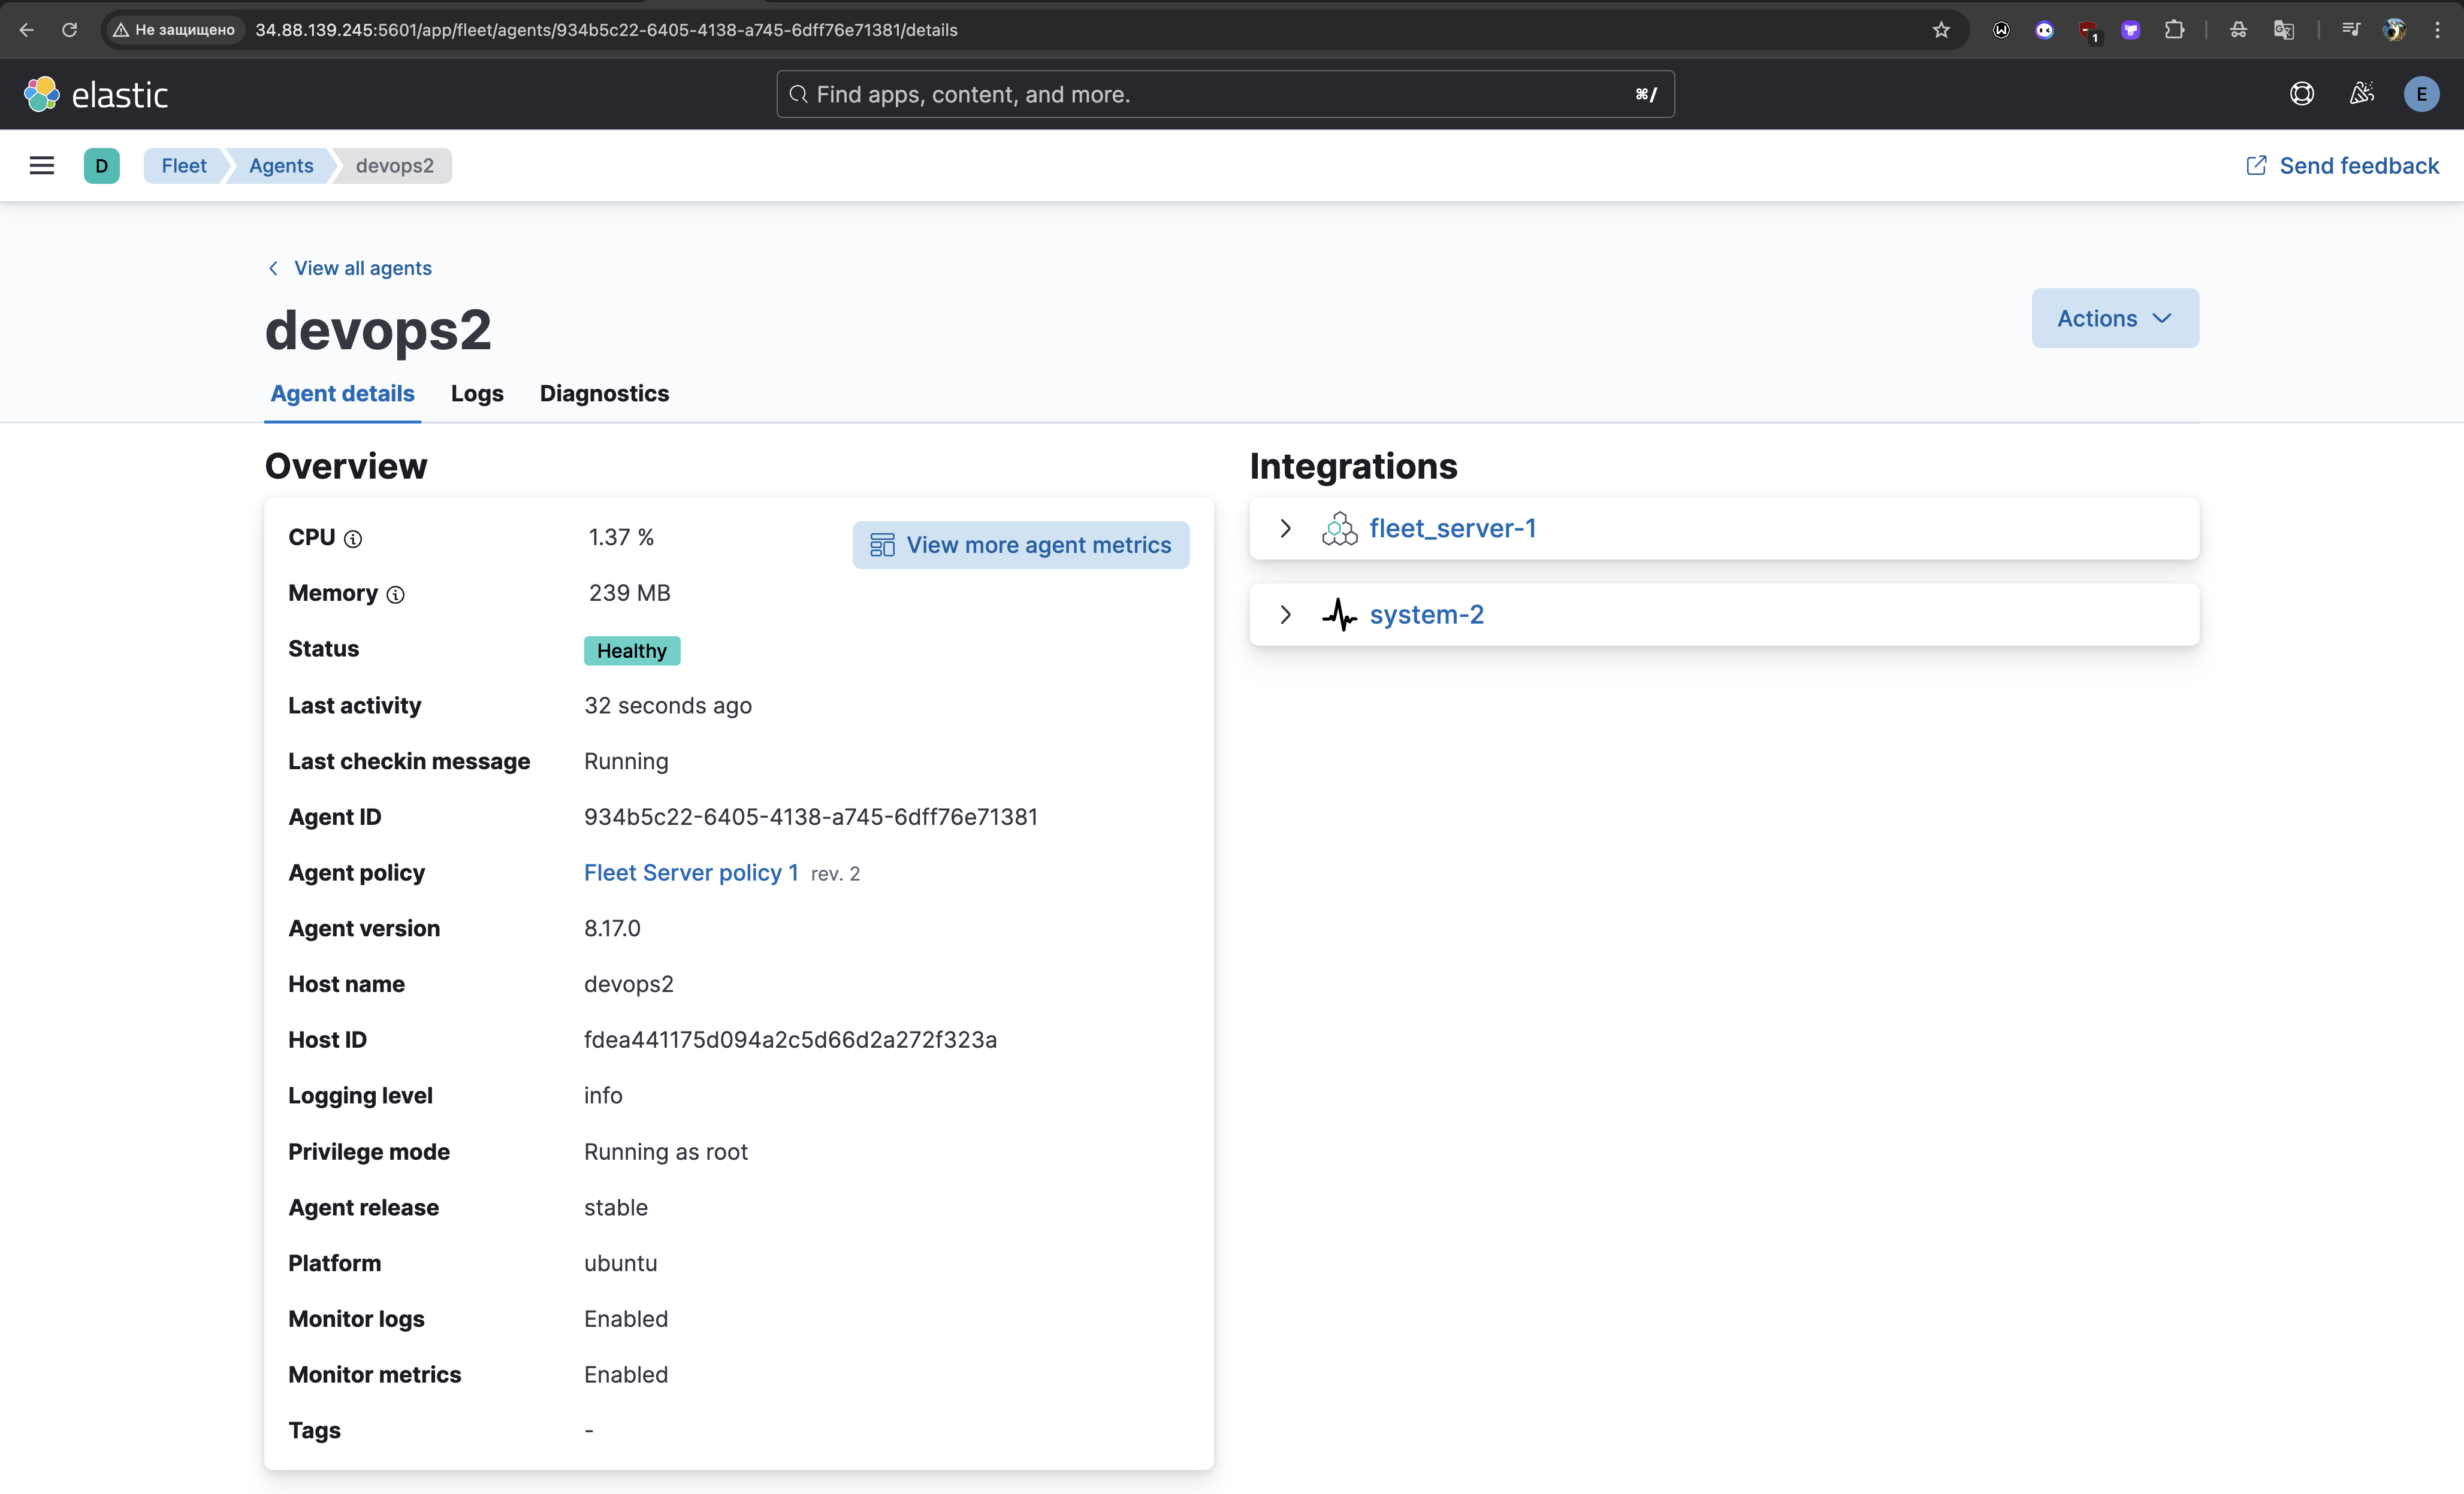 Не защищено
34.88.139.245:5601/app/fleet/agents/934b5c22-6405-4138-a745-6dff76e71381/details
1
elastic
Find apps, content, and more.
⌘/
E
D
Fleet
Agents
devops2
Send feedback
View all agents
devops2
Actions
Agent details
Logs
Diagnostics
Overview
CPU 1.37 %
View more agent metrics
Memory 239 MB
Status Healthy
Last activity 32 seconds ago
Last checkin message Running
Agent ID 934b5c22-6405-4138-a745-6dff76e71381
Agent policy Fleet Server policy 1 rev. 2
Agent version 8.17.0
Host name devops2
Host ID fdea441175d094a2c5d66d2a272f323a
Logging level info
Privilege mode Running as root
Agent release stable
Platform ubuntu
Monitor logs Enabled
Monitor metrics Enabled
Tags -
Integrations
fleet_server-1
system-2